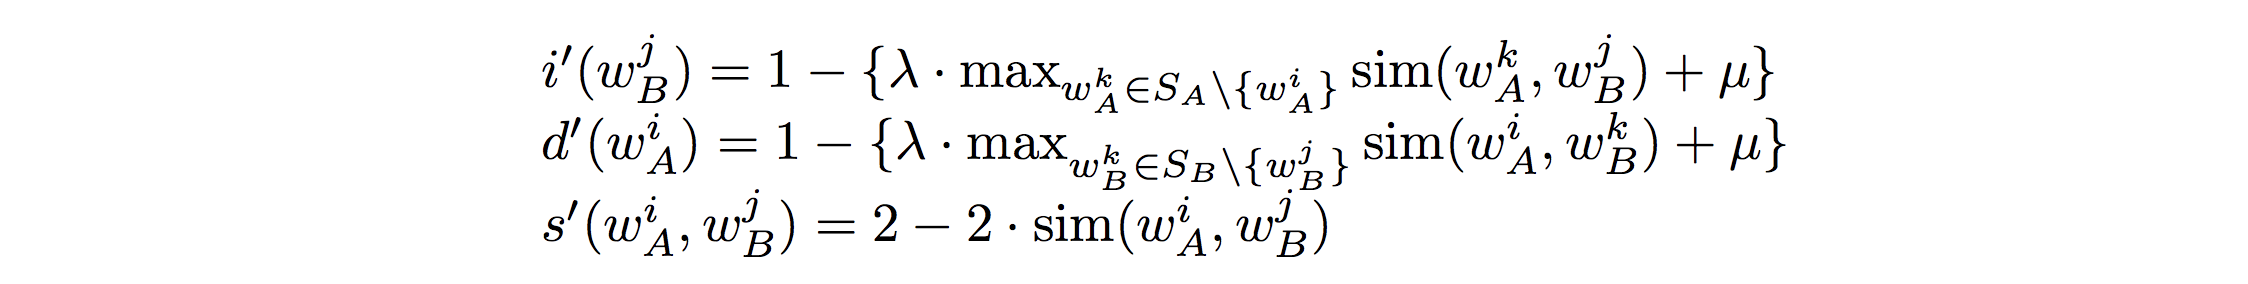 i′(w_B^j) = 1 − {λ · max_{w_A^k ∈ S_A \ {w_A^i}} sim(w_A^k, w_B^j) + μ}
d′(w_A^i) = 1 − {λ · max_{w_B^k ∈ S_B \ {w_B^j}} sim(w_A^i, w_B^k) + μ}
s′(w_A^i, w_B^j) = 2 − 2 · sim(w_A^i, w_B^j)